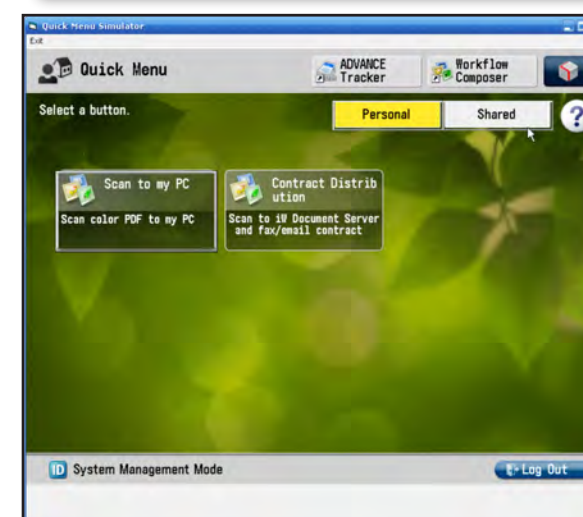 Quick Menu Simulator
Exit
Quick Menu
ADVANCE
Tracker
Workflow
Composer
Select a button.
Personal
Shared
?
Scan to my PC
Scan color PDF to my PC
Contract Distrib
ution
Scan to iW Document Server
and fax/email contract
ID System Management Mode
Log Out